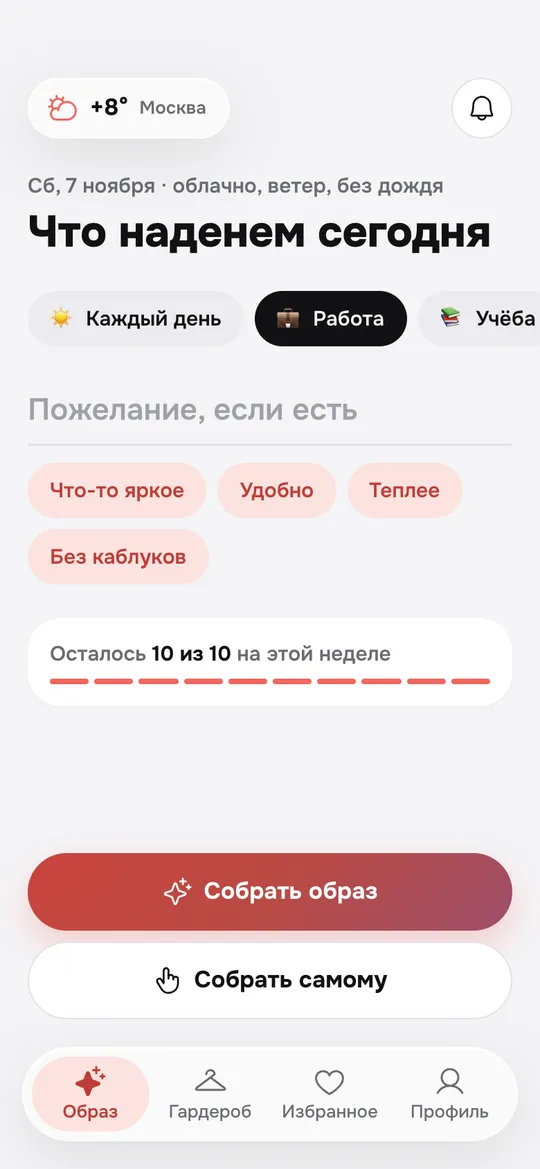 +8° Москва
Сб, 7 ноября · облачно, ветер, без дождя
Что наденем сегодня
Каждый день Работа Учёба
Пожелание, если есть
Что-то яркое Удобно Теплее
Без каблуков
Осталось 10 из 10 на этой неделе
Собрать образ
Собрать самому
Образ Гардероб Избранное Профиль